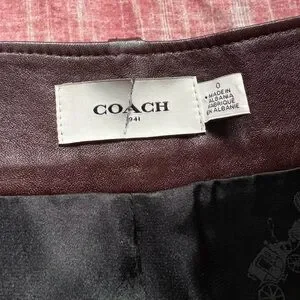 COACH
1941
0
MADE IN
ALBANIA
FABRIQUÉ
EN ALBANIE